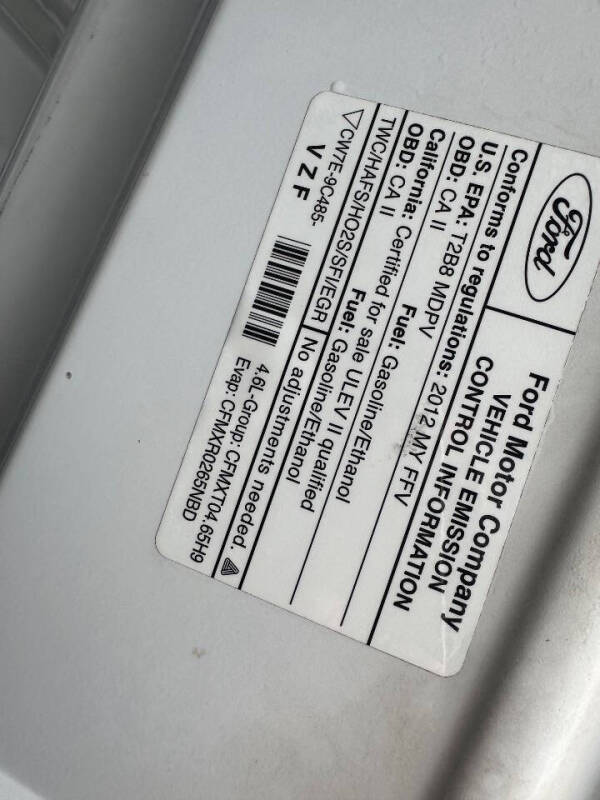 Ford
Ford Motor Company
VEHICLE EMISSION
CONTROL INFORMATION
Conforms to regulations: 2012 MY FFV
U.S. EPA: T2B8 MDPV
OBD: CA II Fuel: Gasoline/Ethanol
California: Certified for sale ULEV II qualified
OBD: CA II Fuel: Gasoline/Ethanol
TWC/HAFS/HO2S/SFI/EGR No adjustments needed.
CW7E-9C485-
VZF
4.6L-Group: CFMXT04.65H9
Evap: CFMXR0265NBD